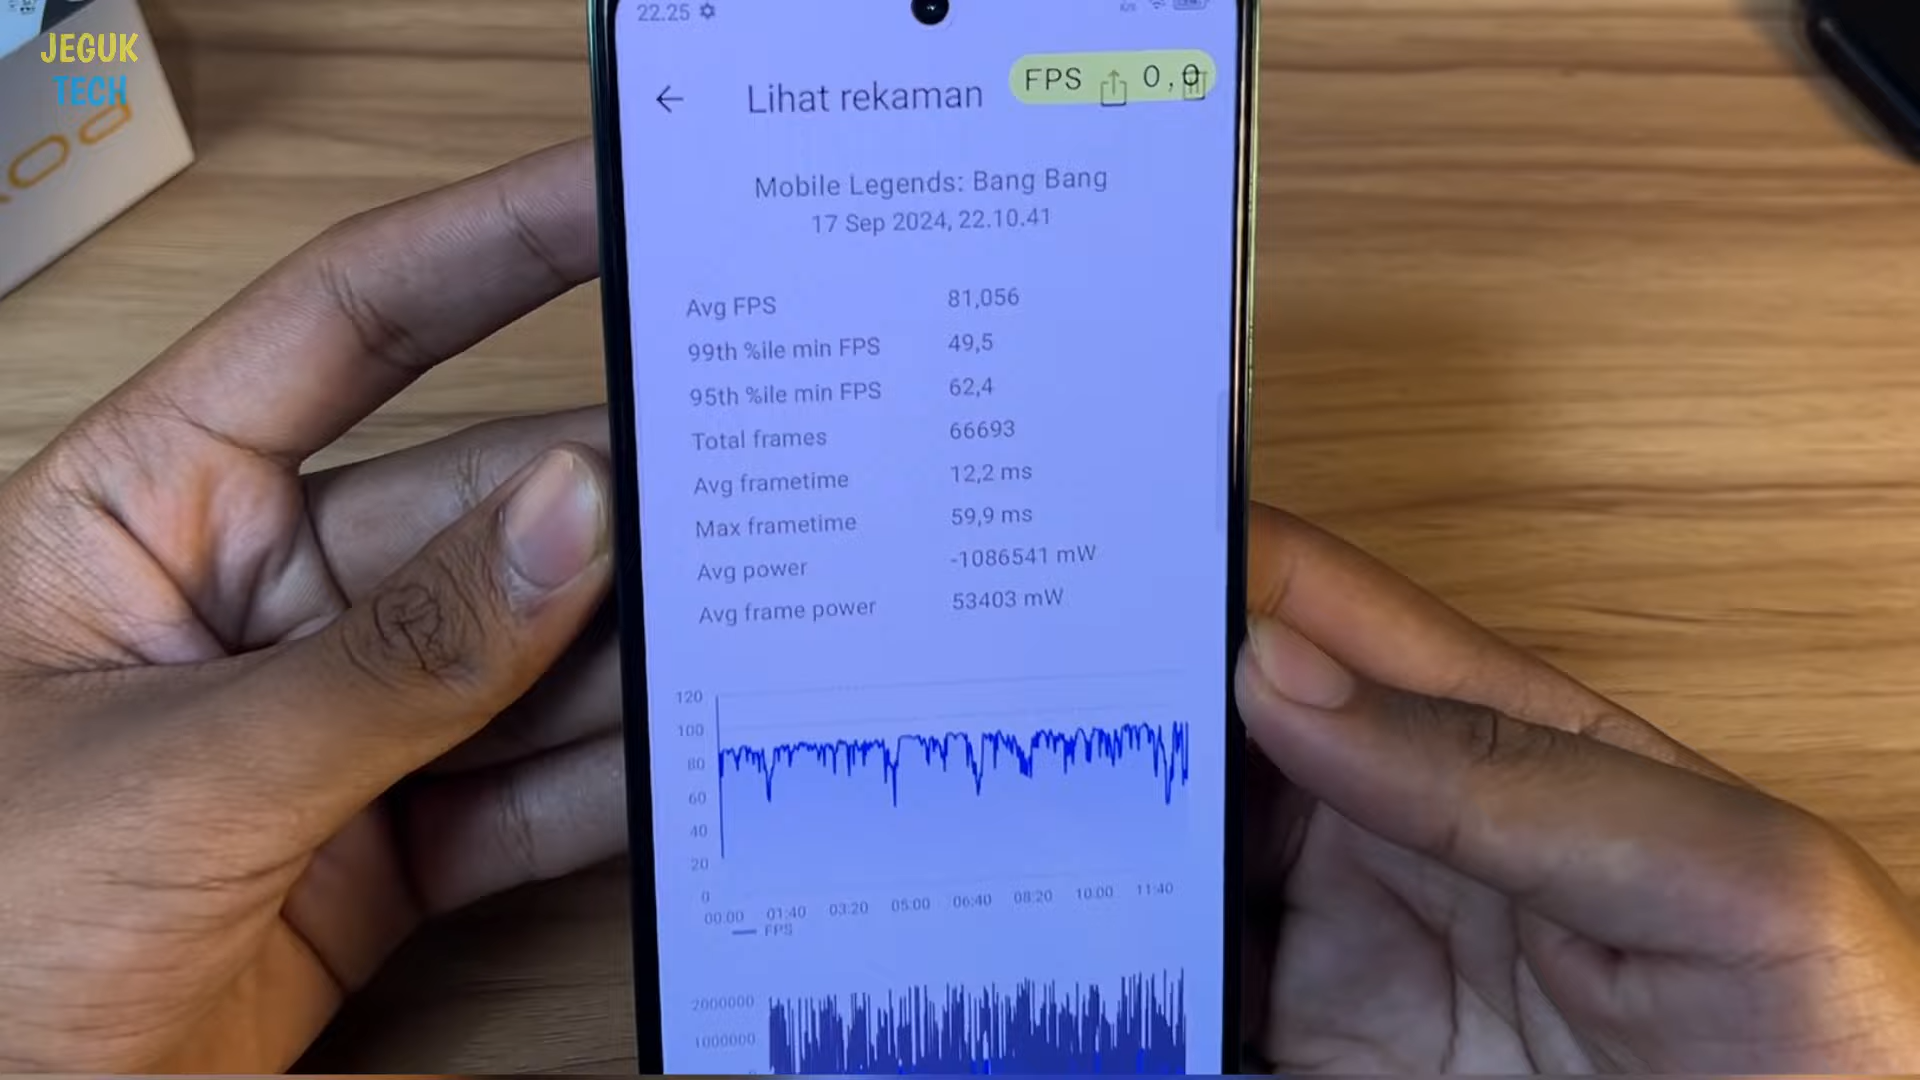 JEGUK
TECH
POCO
22.25
FPS 0,0
Lihat rekaman
Mobile Legends: Bang Bang
17 Sep 2024, 22.10.41
Avg FPS 81,056
99th %ile min FPS 49,5
95th %ile min FPS 62,4
Total frames 66693
Avg frametime 12,2 ms
Max frametime 59,9 ms
Avg power -1086541 mW
Avg frame power 53403 mW
120
100
80
60
40
20
0
00:00 01:40 03:20 05:00 06:40 08:20 10:00 11:40
FPS
2000000
1000000